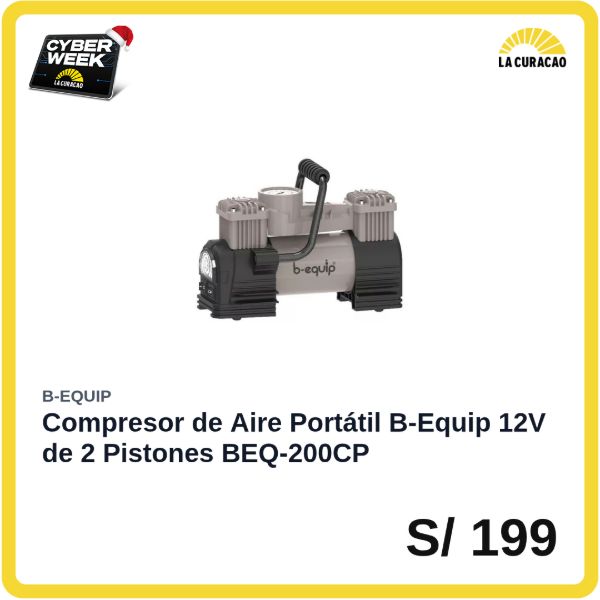 CYBER
WEEK
LA CURACAO
LA CURACAO
b-equip
B-EQUIP
Compresor de Aire Portátil B-Equip 12V
de 2 Pistones BEQ-200CP
S/ 199